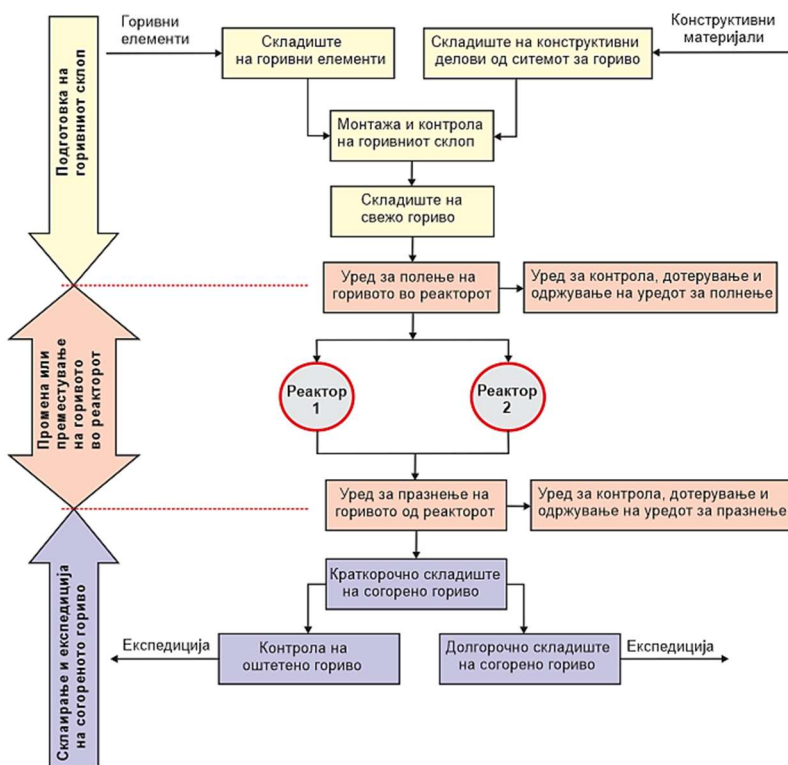 Горивни
елементи
Складиште
на горивни елементи
Складиште на конструктивни
делови од ситемот за гориво
Конструктивни
материјали
Монтажа и контрола
на горивниот склоп
Складиште на
свежо гориво
Подготовка на
горивниот склоп
Уред за полење на
горивото во реакторот
Уред за контрола, дотерување и
одржување на уредот за полнење
Реактор
1
Реактор
2
Промена или
преместување
на горивото
во реакторот
Уред за празнење на
горивото од реакторот
Уред за контрола, дотерување и
одржување на уредот за празнење
Краткорочно складиште
на согорено гориво
Експедиција
Контрола на
оштетено гориво
Долгорочно складиште
на согорено гориво
Експедиција
Склаирање и експедиција
на согореното гориво